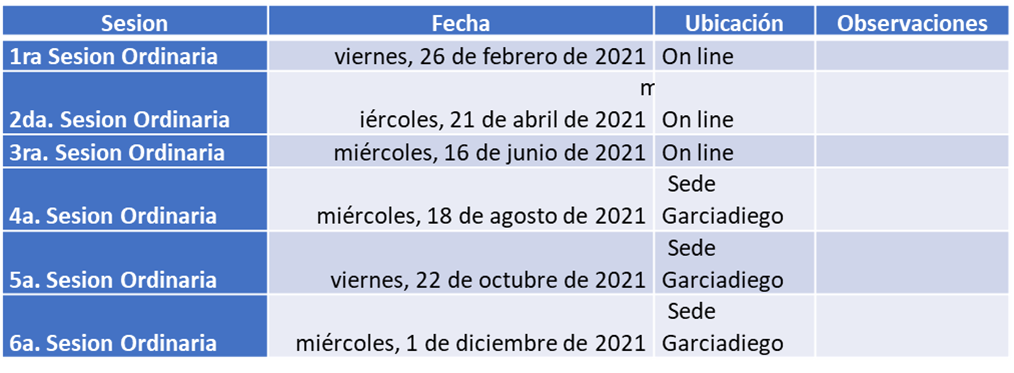 Sesion Fecha Ubicación Observaciones
1ra Sesion Ordinaria viernes, 26 de febrero de 2021 On line
m
2da. Sesion Ordinaria iércoles, 21 de abril de 2021 On line
3ra. Sesion Ordinaria miércoles, 16 de junio de 2021 On line
Sede
4a. Sesion Ordinaria miércoles, 18 de agosto de 2021 Garciadiego
Sede
5a. Sesion Ordinaria viernes, 22 de octubre de 2021 Garciadiego
Sede
6a. Sesion Ordinaria miércoles, 1 de diciembre de 2021 Garciadiego